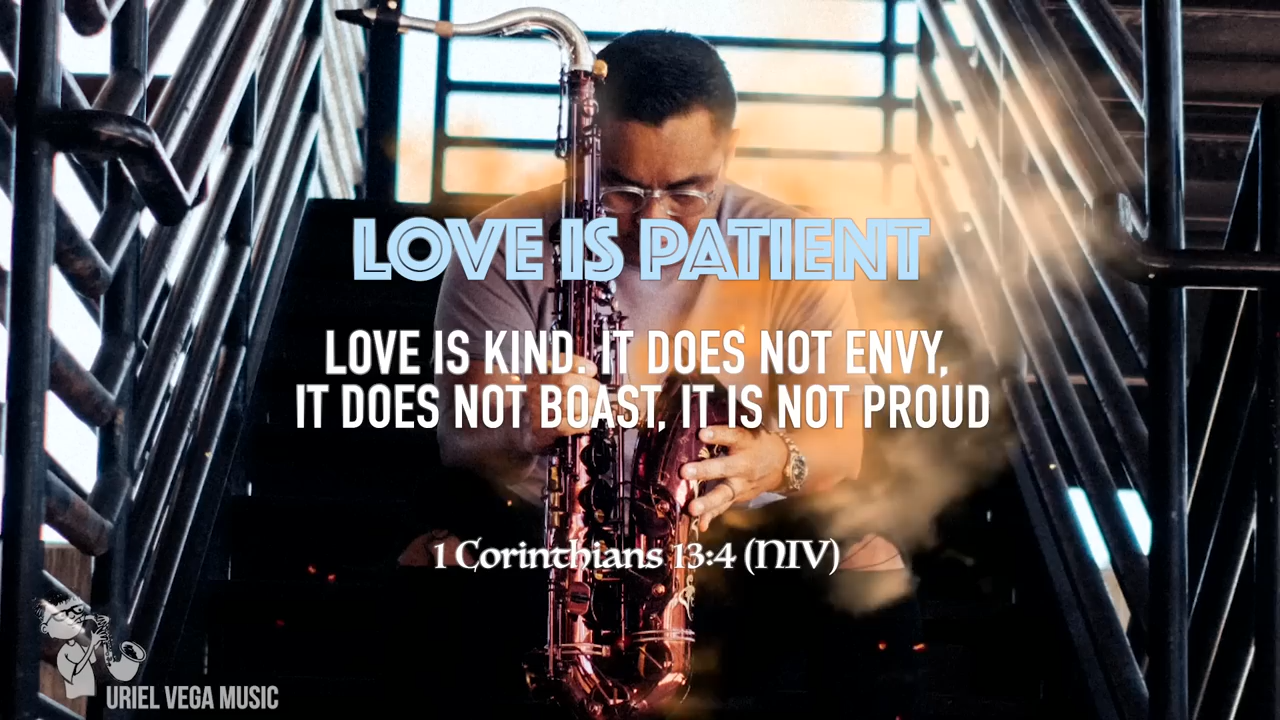 LOVE IS PATIENT
LOVE IS KIND. IT DOES NOT ENVY,
IT DOES NOT BOAST, IT IS NOT PROUD
1 Corinthians 13:4 (NIV)
URIEL VEGA MUSIC